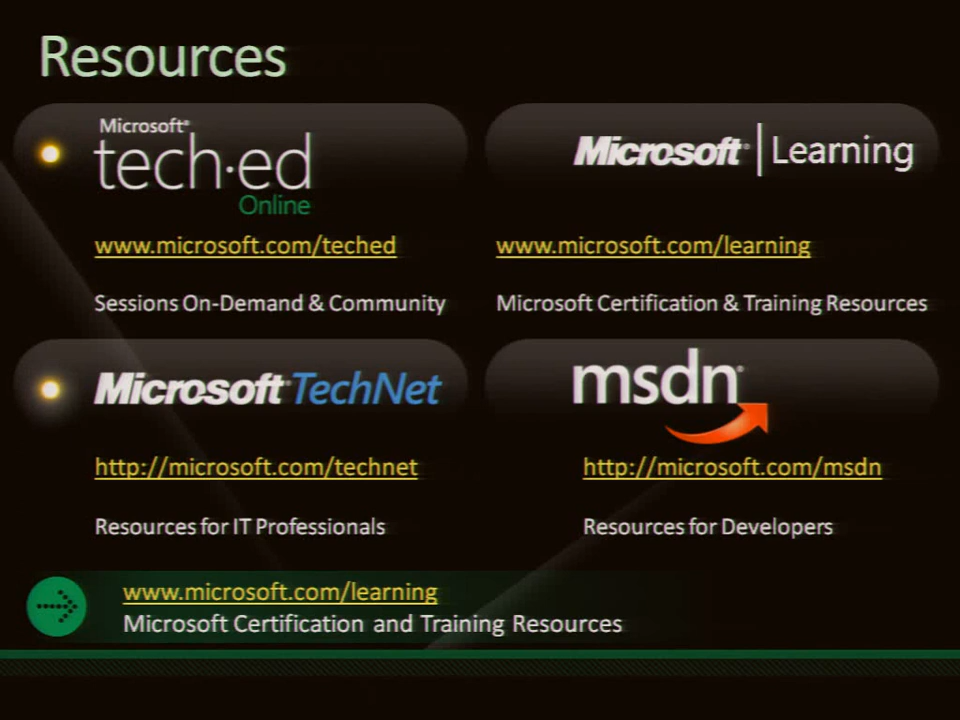 Resources
Microsoft®
tech·ed
Online
www.microsoft.com/teched
Sessions On-Demand & Community
Microsoft® | Learning
www.microsoft.com/learning
Microsoft Certification & Training Resources
Microsoft® TechNet
http://microsoft.com/technet
Resources for IT Professionals
msdn®
http://microsoft.com/msdn
Resources for Developers
www.microsoft.com/learning
Microsoft Certification and Training Resources